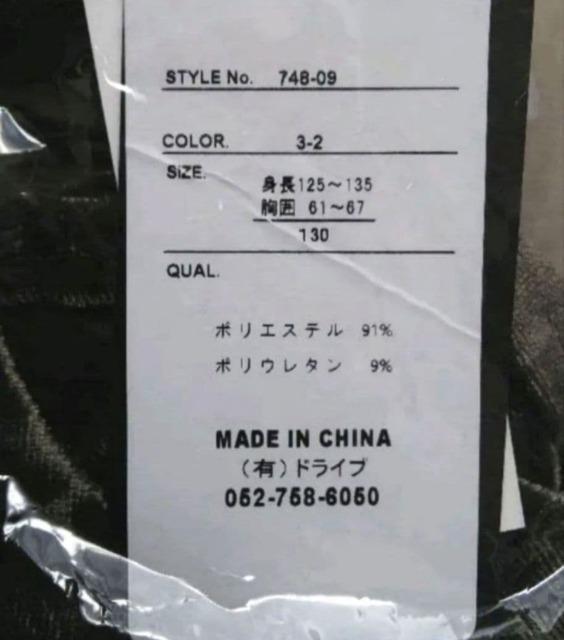 STYLE No. 748-09
COLOR. 3-2
SIZE.
身長125~135
胸囲 61~67
130
QUAL.
ポリエステル 91%
ポリウレタン 9%
MADE IN CHINA
(有)ドライブ
052-758-6050